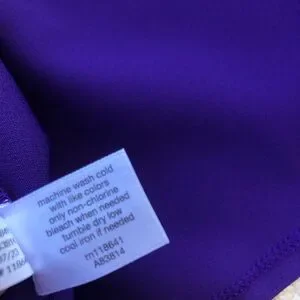 machine wash cold
with like colors
only non-chlorine
bleach when needed
tumble dry low
cool iron if needed
m118641
A83814